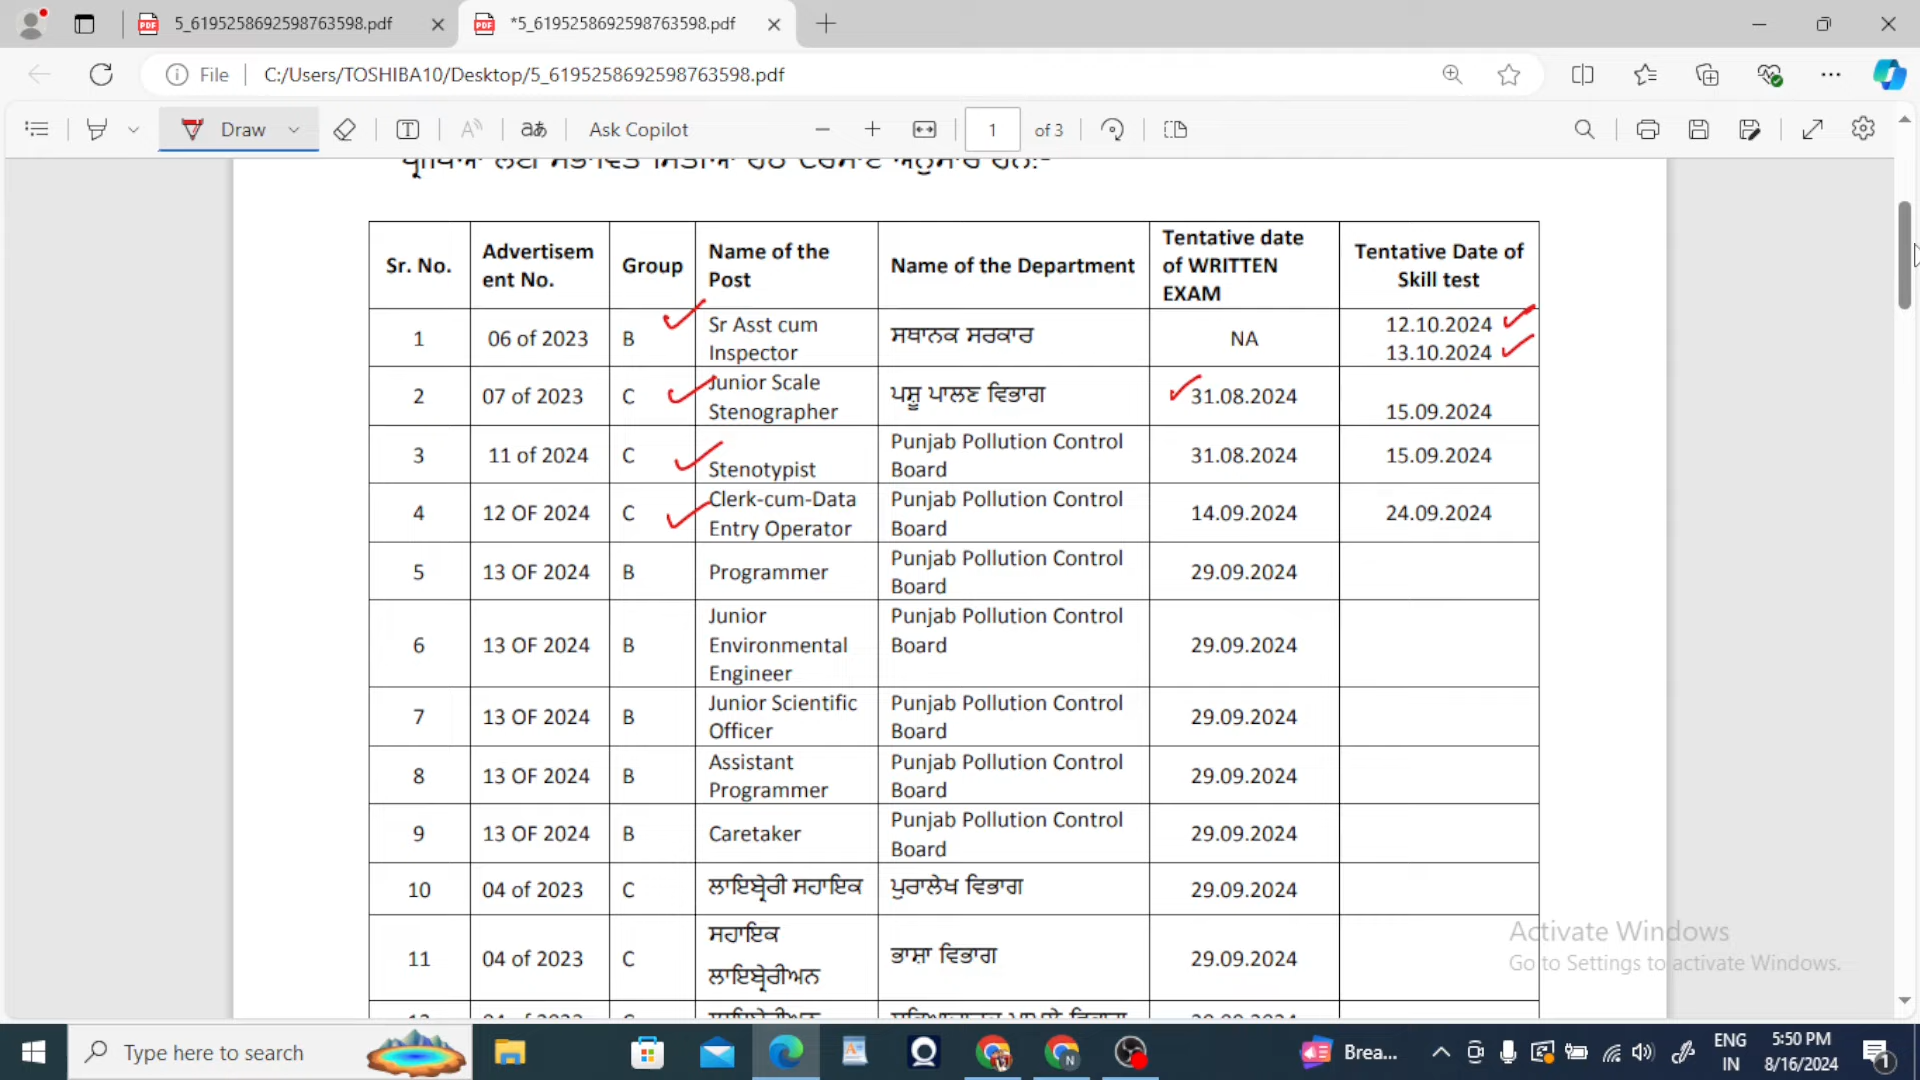 5_6195258692598763598.pdf
*5_6195258692598763598.pdf
File
C:/Users/TOSHIBA10/Desktop/5_6195258692598763598.pdf
Draw
Ask Copilot
1 of 3
Sr. No.
Advertisem
ent No.
Group
Name of the
Post
Name of the Department
Tentative date
of WRITTEN
EXAM
Tentative Date of
Skill test
1
06 of 2023
B
Sr Asst cum
Inspector
ਸਥਾਨਕ ਸਰਕਾਰ
NA
12.10.2024
13.10.2024
2
07 of 2023
C
Junior Scale
Stenographer
ਪਸ਼ੂ ਪਾਲਣ ਵਿਭਾਗ
31.08.2024
15.09.2024
3
11 of 2024
C
Stenotypist
Punjab Pollution Control
Board
31.08.2024
15.09.2024
4
12 OF 2024
C
Clerk-cum-Data
Entry Operator
Punjab Pollution Control
Board
14.09.2024
24.09.2024
5
13 OF 2024
B
Programmer
Punjab Pollution Control
Board
29.09.2024
6
13 OF 2024
B
Junior
Environmental
Engineer
Punjab Pollution Control
Board
29.09.2024
7
13 OF 2024
B
Junior Scientific
Officer
Punjab Pollution Control
Board
29.09.2024
8
13 OF 2024
B
Assistant
Programmer
Punjab Pollution Control
Board
29.09.2024
9
13 OF 2024
B
Caretaker
Punjab Pollution Control
Board
29.09.2024
10
04 of 2023
C
ਲਾਇਬ੍ਰੇਰੀ ਸਹਾਇਕ
ਪੁਰਾਲੇਖ ਵਿਭਾਗ
29.09.2024
11
04 of 2023
C
ਸਹਾਇਕ
ਲਾਇਬ੍ਰੇਰੀਅਨ
ਭਾਸ਼ਾ ਵਿਭਾਗ
29.09.2024
Activate Windows
Go to Settings to activate Windows.
Type here to search
Brea...
ENG
IN
5:50 PM
8/16/2024
1